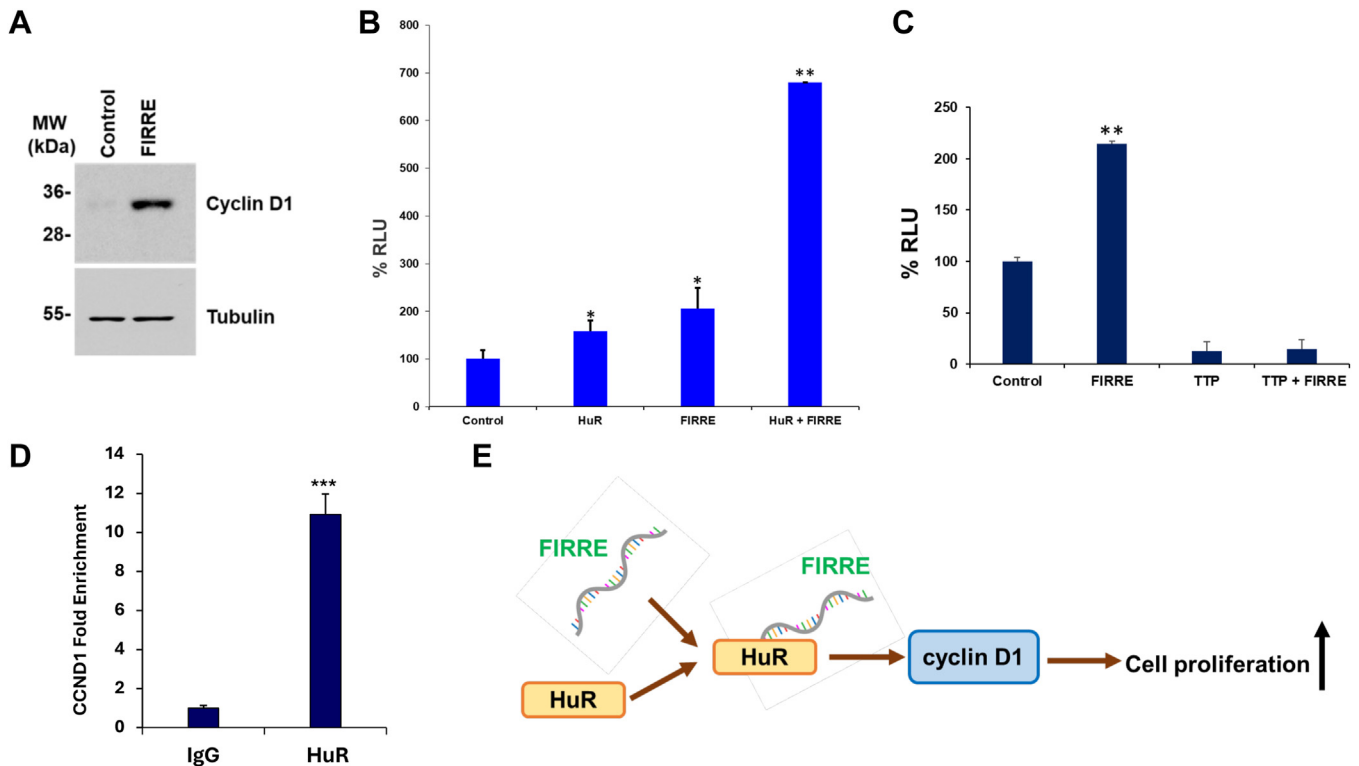 A
MW
(kDa)
Control
FIRRE
36-
28-
Cyclin D1
55-
Tubulin
B
% RLU
800
700
600
500
400
300
200
100
0
*
*
**
Control
HuR
FIRRE
HuR + FIRRE
C
% RLU
250
200
150
100
50
0
**
Control
FIRRE
TTP
TTP + FIRRE
D
CCND1 Fold Enrichment
14
12
10
8
6
4
2
0
***
IgG
HuR
E
FIRRE
FIRRE
HuR
HuR
cyclin D1
Cell proliferation